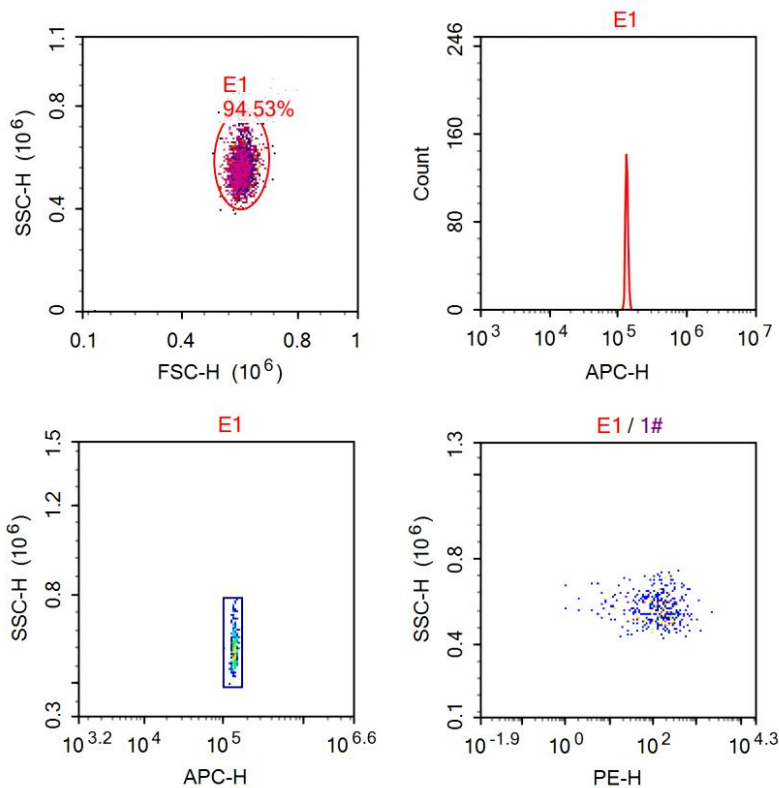 E1
94.53%
1.1
0.8
0.4
0
SSC-H (10^6)
0.1 0.4 0.8 1
FSC-H (10^6)
E1
246
160
80
0
Count
10^3 10^4 10^5 10^6 10^7
APC-H
E1
1.5
1.2
0.8
0.3
SSC-H (10^6)
10^3.2 10^4 10^5 10^6.6
APC-H
E1 / 1#
1.3
0.8
0.4
0.1
SSC-H (10^6)
10^-1.9 10^0 10^2 10^4.3
PE-H